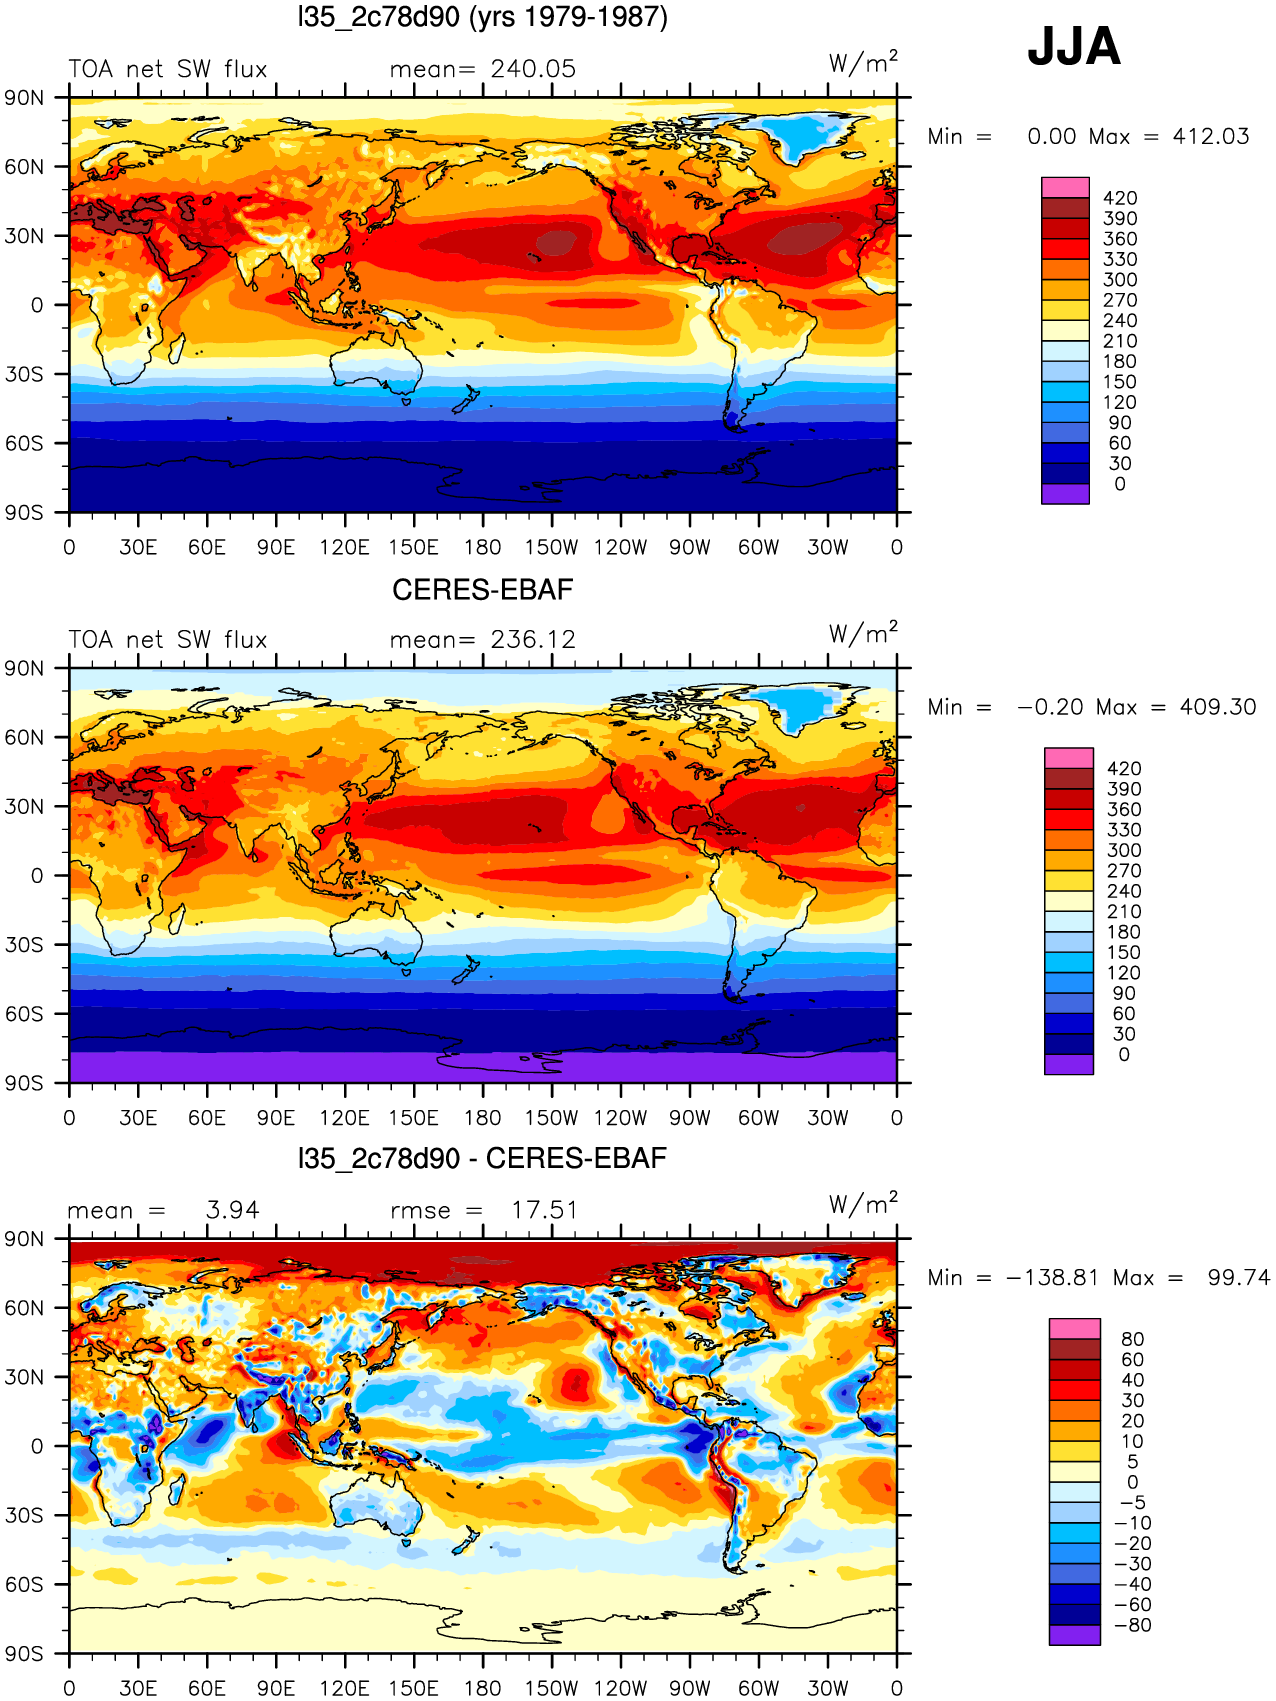 l35_2c78d90 (yrs 1979-1987)
JJA
TOA net SW flux mean= 240.05 W/m²
Min = 0.00 Max = 412.03
90N
60N
30N
0
30S
60S
90S
0 30E 60E 90E 120E 150E 180 150W 120W 90W 60W 30W 0
420
390
360
330
300
270
240
210
180
150
120
90
60
30
0
CERES-EBAF
TOA net SW flux mean= 236.12 W/m²
Min = −0.20 Max = 409.30
90N
60N
30N
0
30S
60S
90S
0 30E 60E 90E 120E 150E 180 150W 120W 90W 60W 30W 0
420
390
360
330
300
270
240
210
180
150
120
90
60
30
0
l35_2c78d90 - CERES-EBAF
mean = 3.94 rmse = 17.51 W/m²
Min = −138.81 Max = 99.74
90N
60N
30N
0
30S
60S
90S
0 30E 60E 90E 120E 150E 180 150W 120W 90W 60W 30W 0
80
60
40
30
20
10
5
0
−5
−10
−20
−30
−40
−60
−80